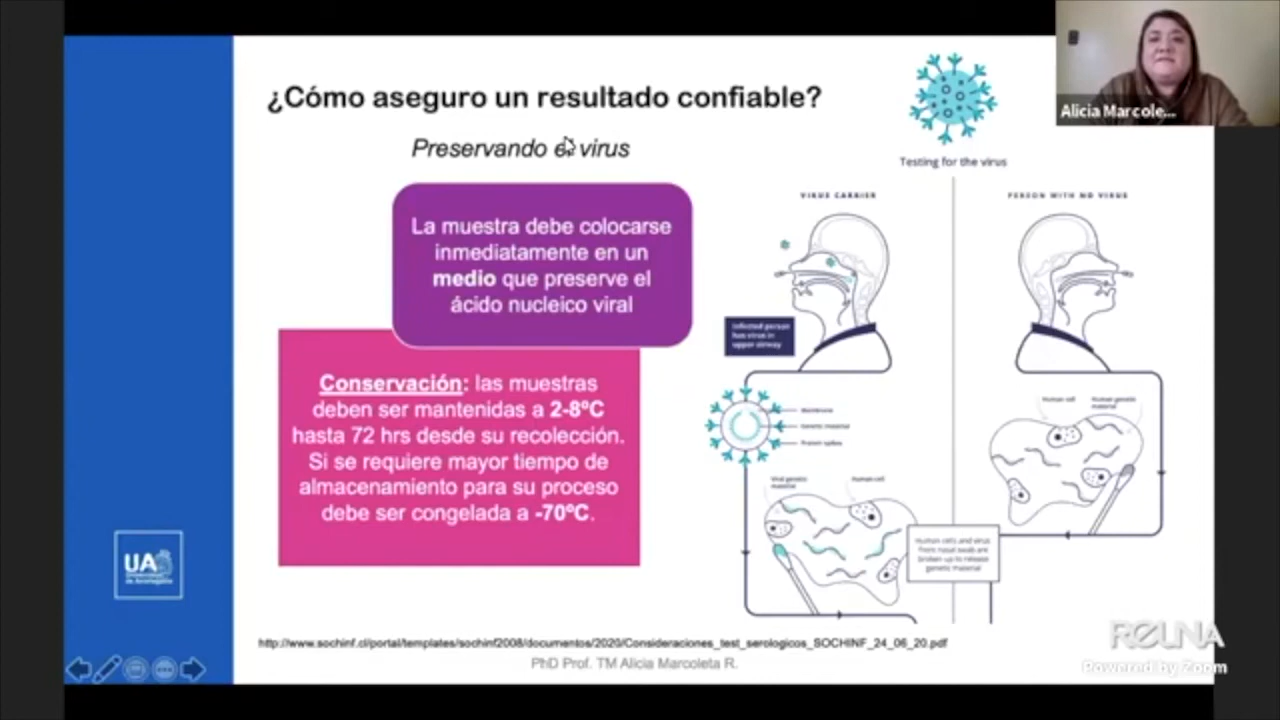 ¿Cómo aseguro un resultado confiable?
Preservando el virus
La muestra debe colocarse
inmediatamente en un
medio que preserve el
ácido nucleico viral
Conservación: las muestras
deben ser mantenidas a 2-8ºC
hasta 72 hrs desde su recolección.
Si se requiere mayor tiempo de
almacenamiento para su proceso
debe ser congelada a -70ºC.
Testing for the virus
VIRUS CARRIER
PERSON WITH NO VIRUS
Infected person
has virus in
upper airway
Membrane
Genetic material
Protein spikes
Human cell
Human genetic
material
Viral genetic
material
Human cell
Human cells and virus
from nasal swab are
broken up to release
genetic material
UA
http://www.sochinf.cl/portal/templates/sochinf2008/documentos/2020/Consideraciones_test_serologicos_SOCHINF_24_06_20.pdf
PhD Prof. TM Alicia Marcoleta R.
Alicia Marcole...
REUNA
Powered by Zoom